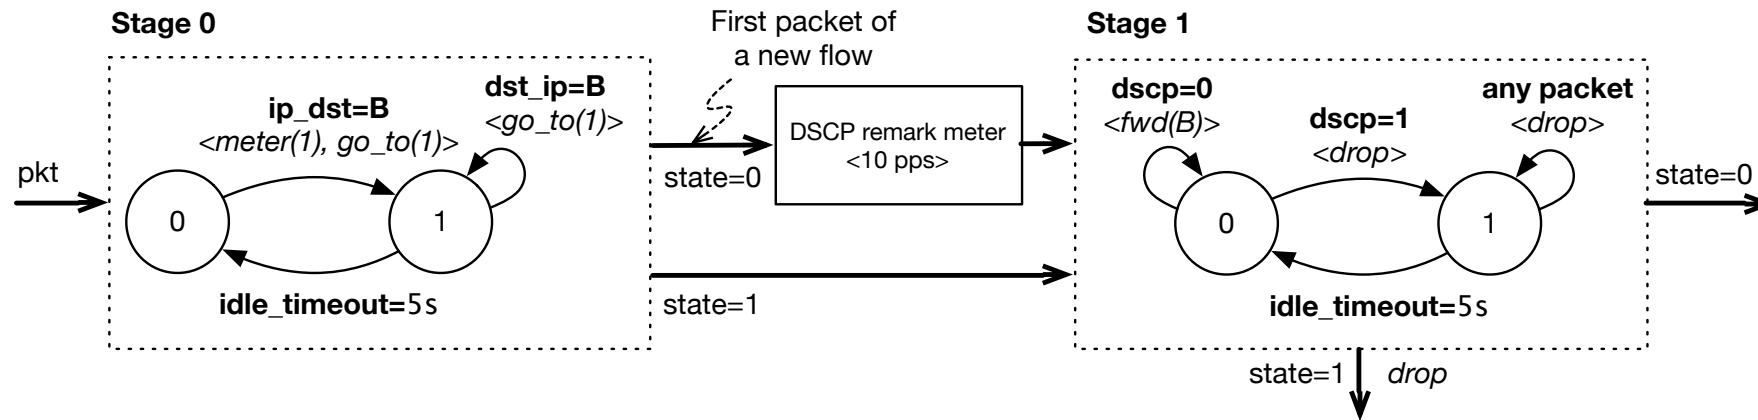 Stage 0
First packet of
a new flow
Stage 1
pkt
ip_dst=B
<meter(1), go_to(1)>
dst_ip=B
<go_to(1)>
0
1
idle_timeout=5s
state=0
state=1
DSCP remark meter
<10 pps>
dscp=0
<fwd(B)>
dscp=1
<drop>
any packet
<drop>
0
1
idle_timeout=5s
state=0
state=1 drop